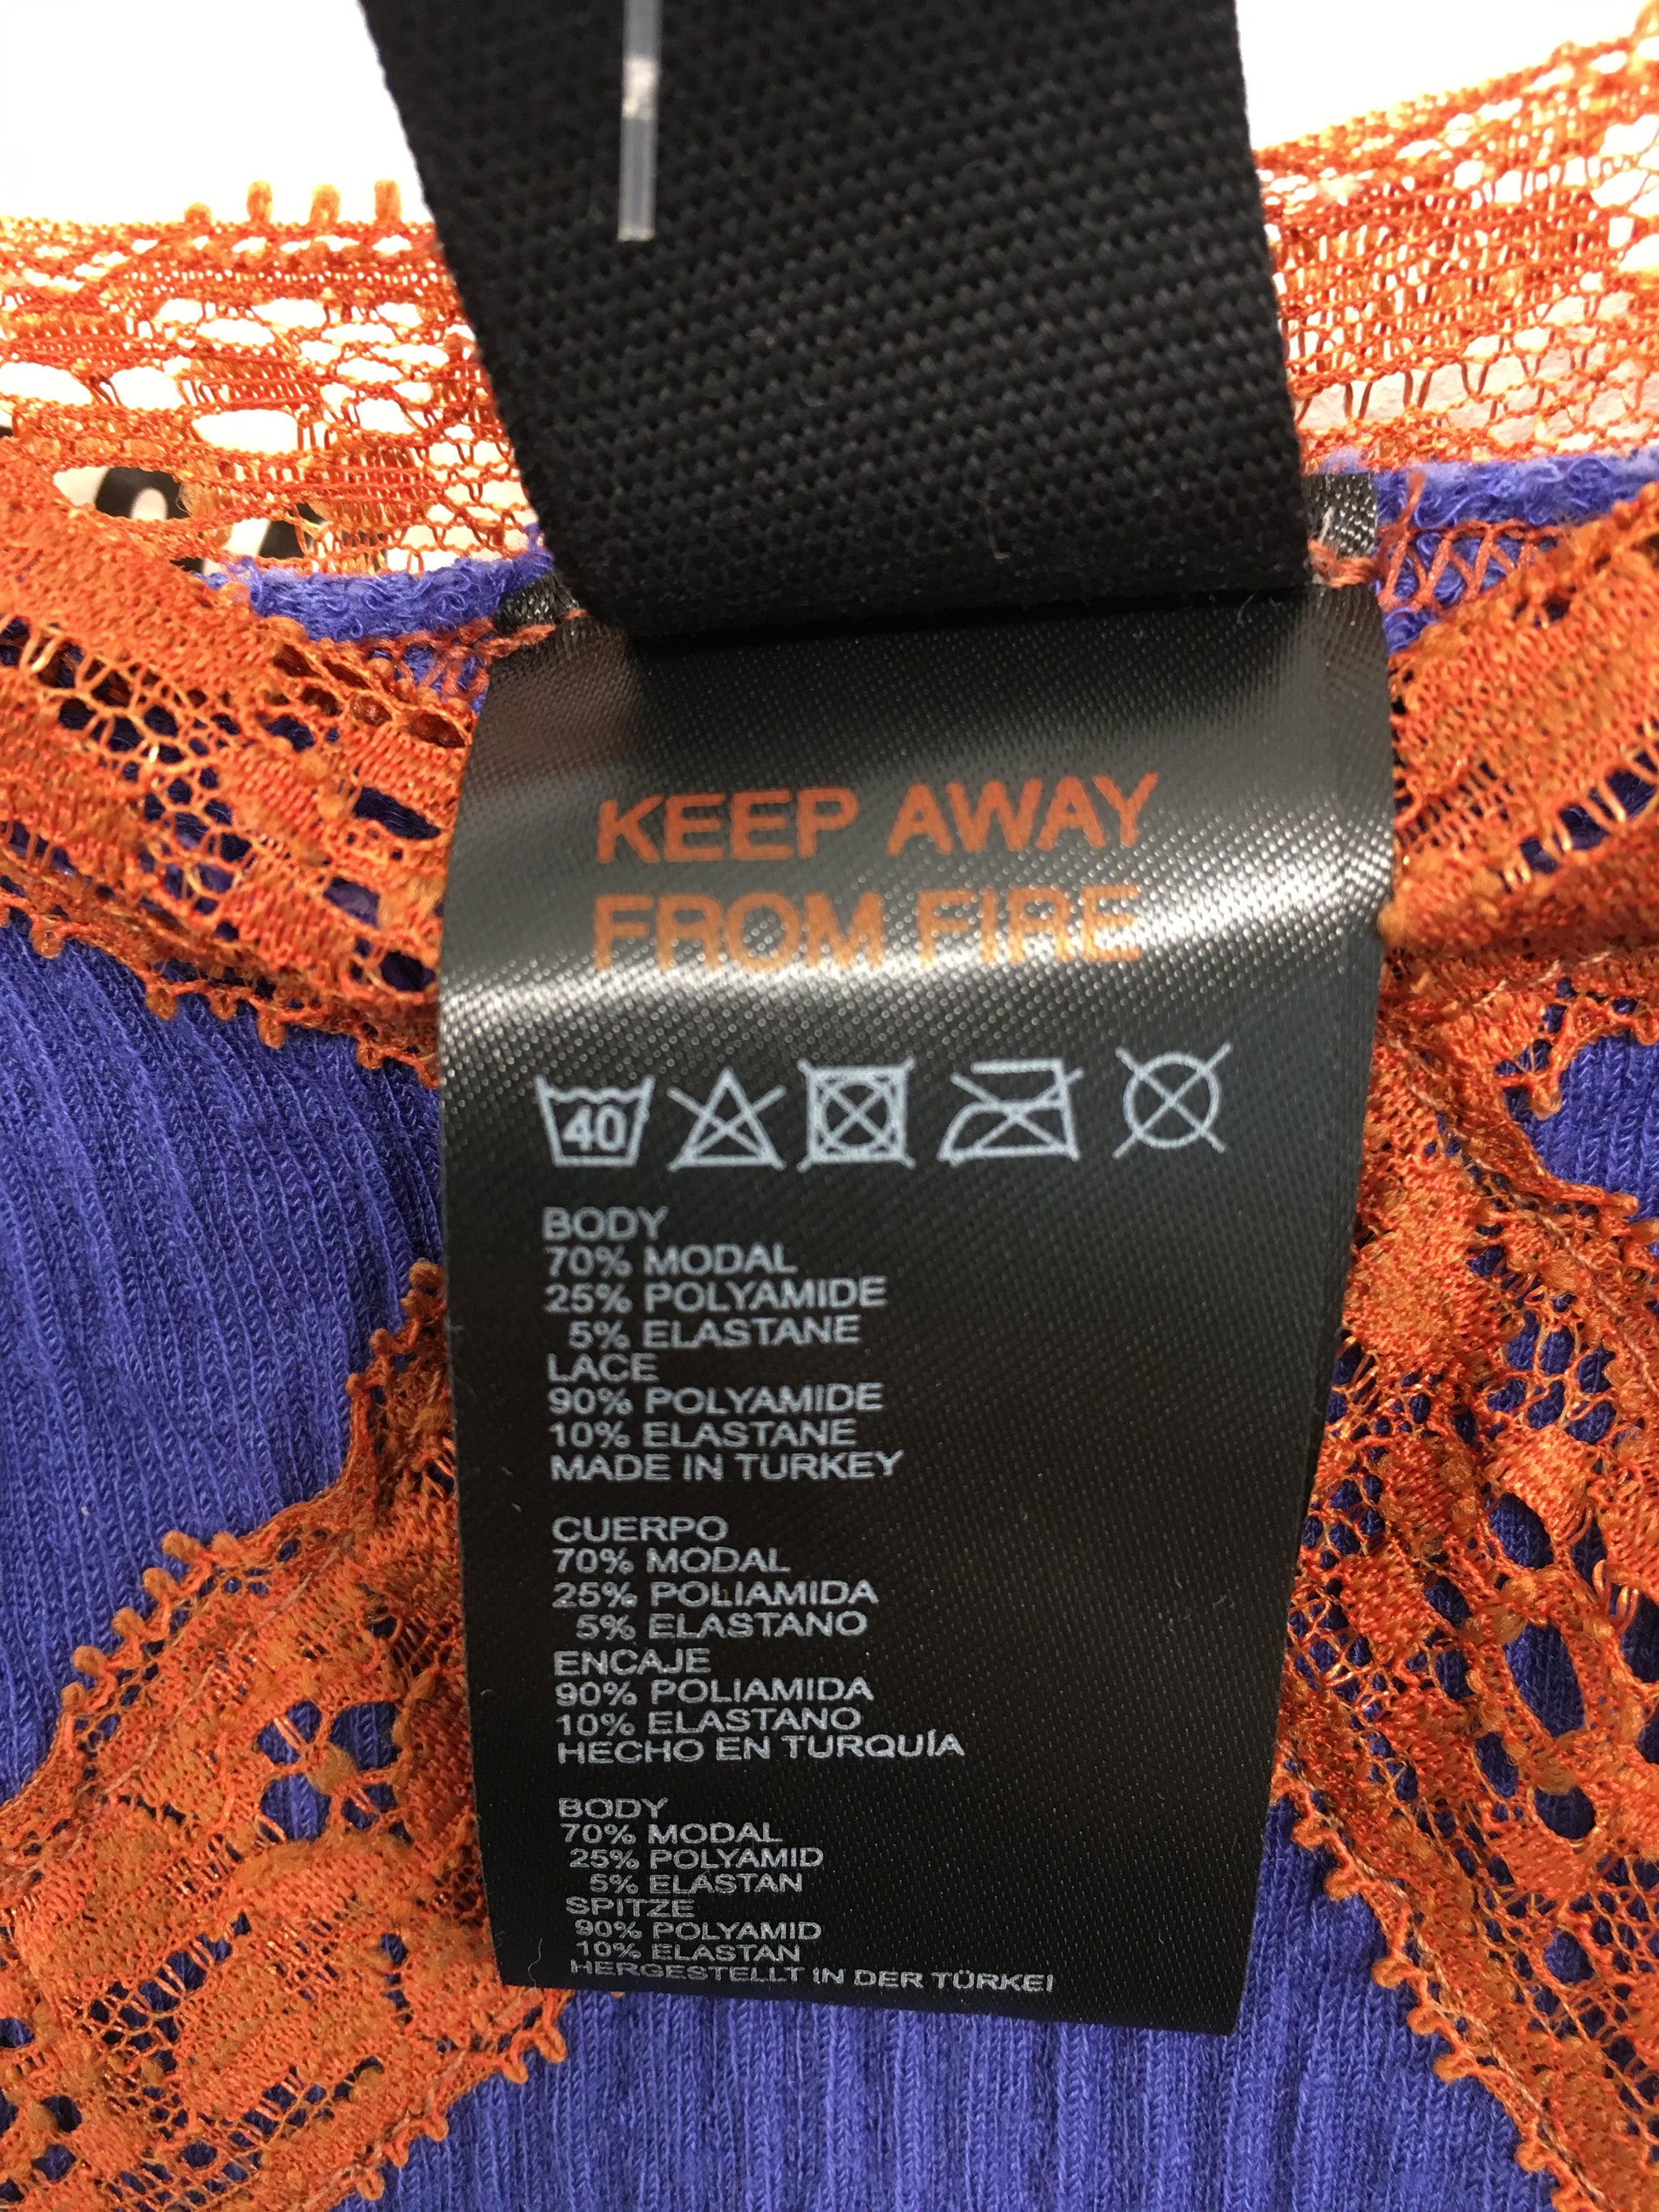 KEEP AWAY
FROM FIRE
40
BODY
70% MODAL
25% POLYAMIDE
5% ELASTANE
LACE
90% POLYAMIDE
10% ELASTANE
MADE IN TURKEY
CUERPO
70% MODAL
25% POLIAMIDA
5% ELASTANO
ENCAJE
90% POLIAMIDA
10% ELASTANO
HECHO EN TURQUÍA
BODY
70% MODAL
25% POLYAMID
5% ELASTAN
SPITZE
90% POLYAMID
10% ELASTAN
HERGESTELLT IN DER TÜRKEI